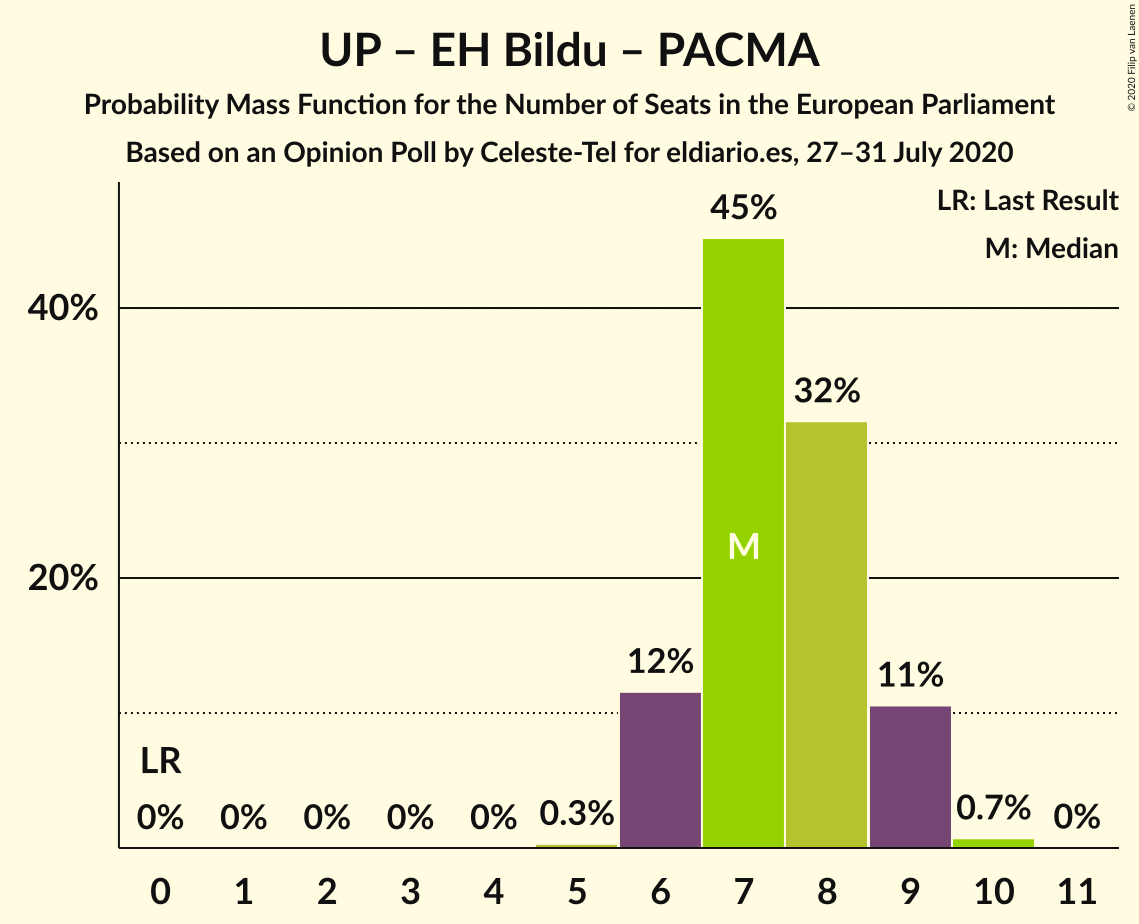 UP – EH Bildu – PACMA
Probability Mass Function for the Number of Seats in the European Parliament
Based on an Opinion Poll by Celeste-Tel for eldiario.es, 27–31 July 2020
© 2020 Filip van Laenen
LR: Last Result
M: Median
45%
40%
32%
M
20%
12%
11%
LR
0% 0% 0% 0% 0% 0.3% 0.7% 0%
0 1 2 3 4 5 6 7 8 9 10 11